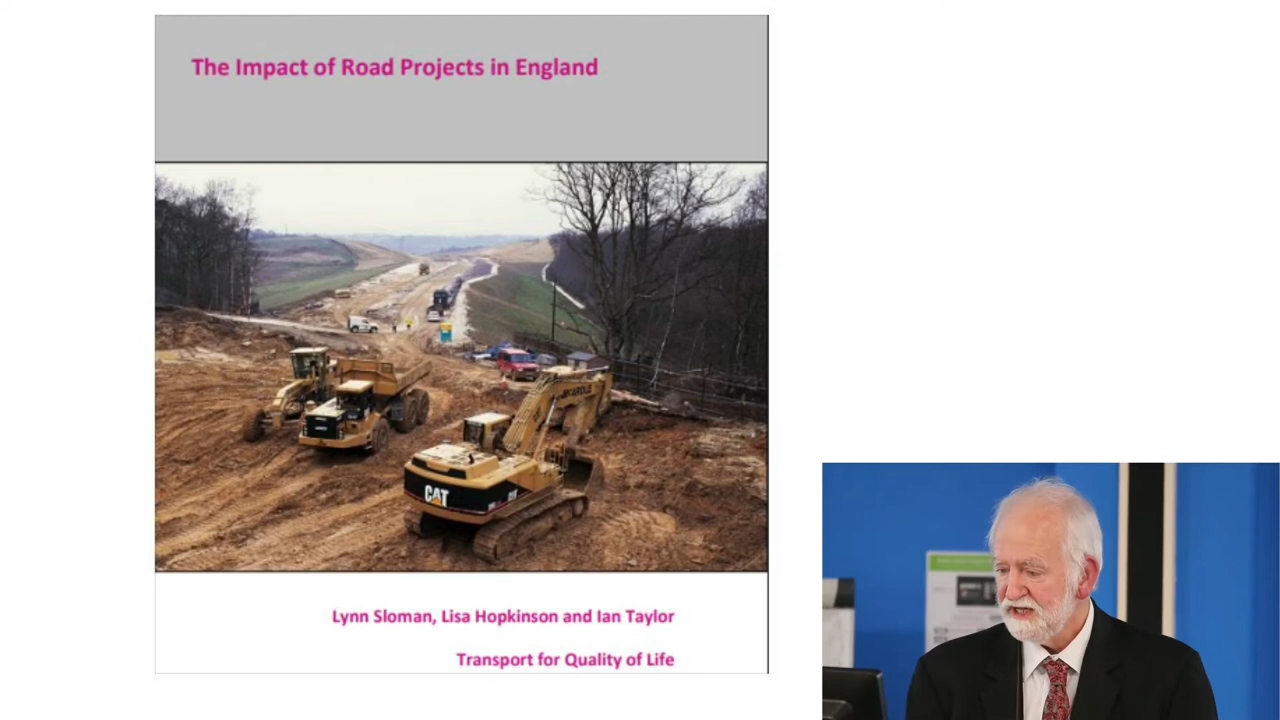 The Impact of Road Projects in England
CAT
Lynn Sloman, Lisa Hopkinson and Ian Taylor
Transport for Quality of Life